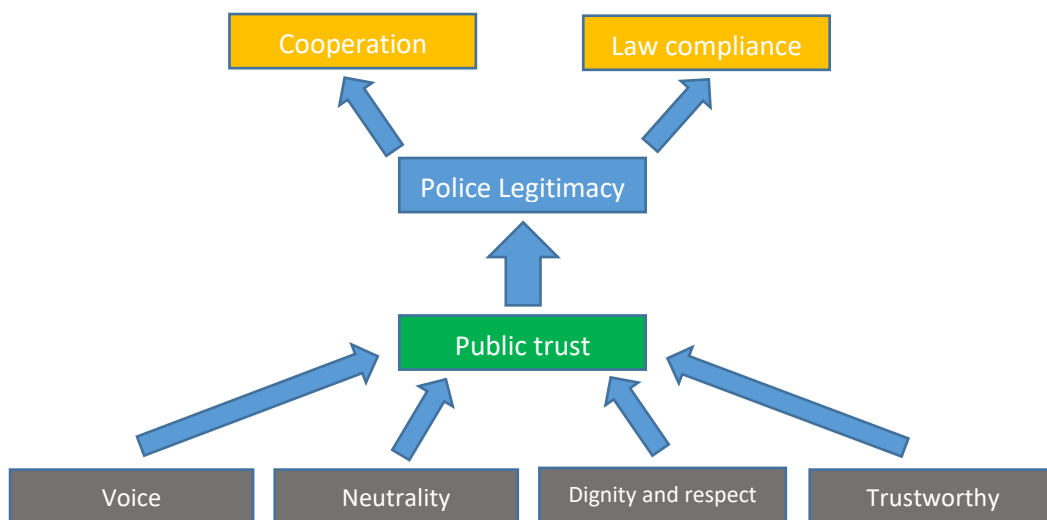 Cooperation
Law compliance
Police Legitimacy
Public trust
Voice
Neutrality
Dignity and respect
Trustworthy